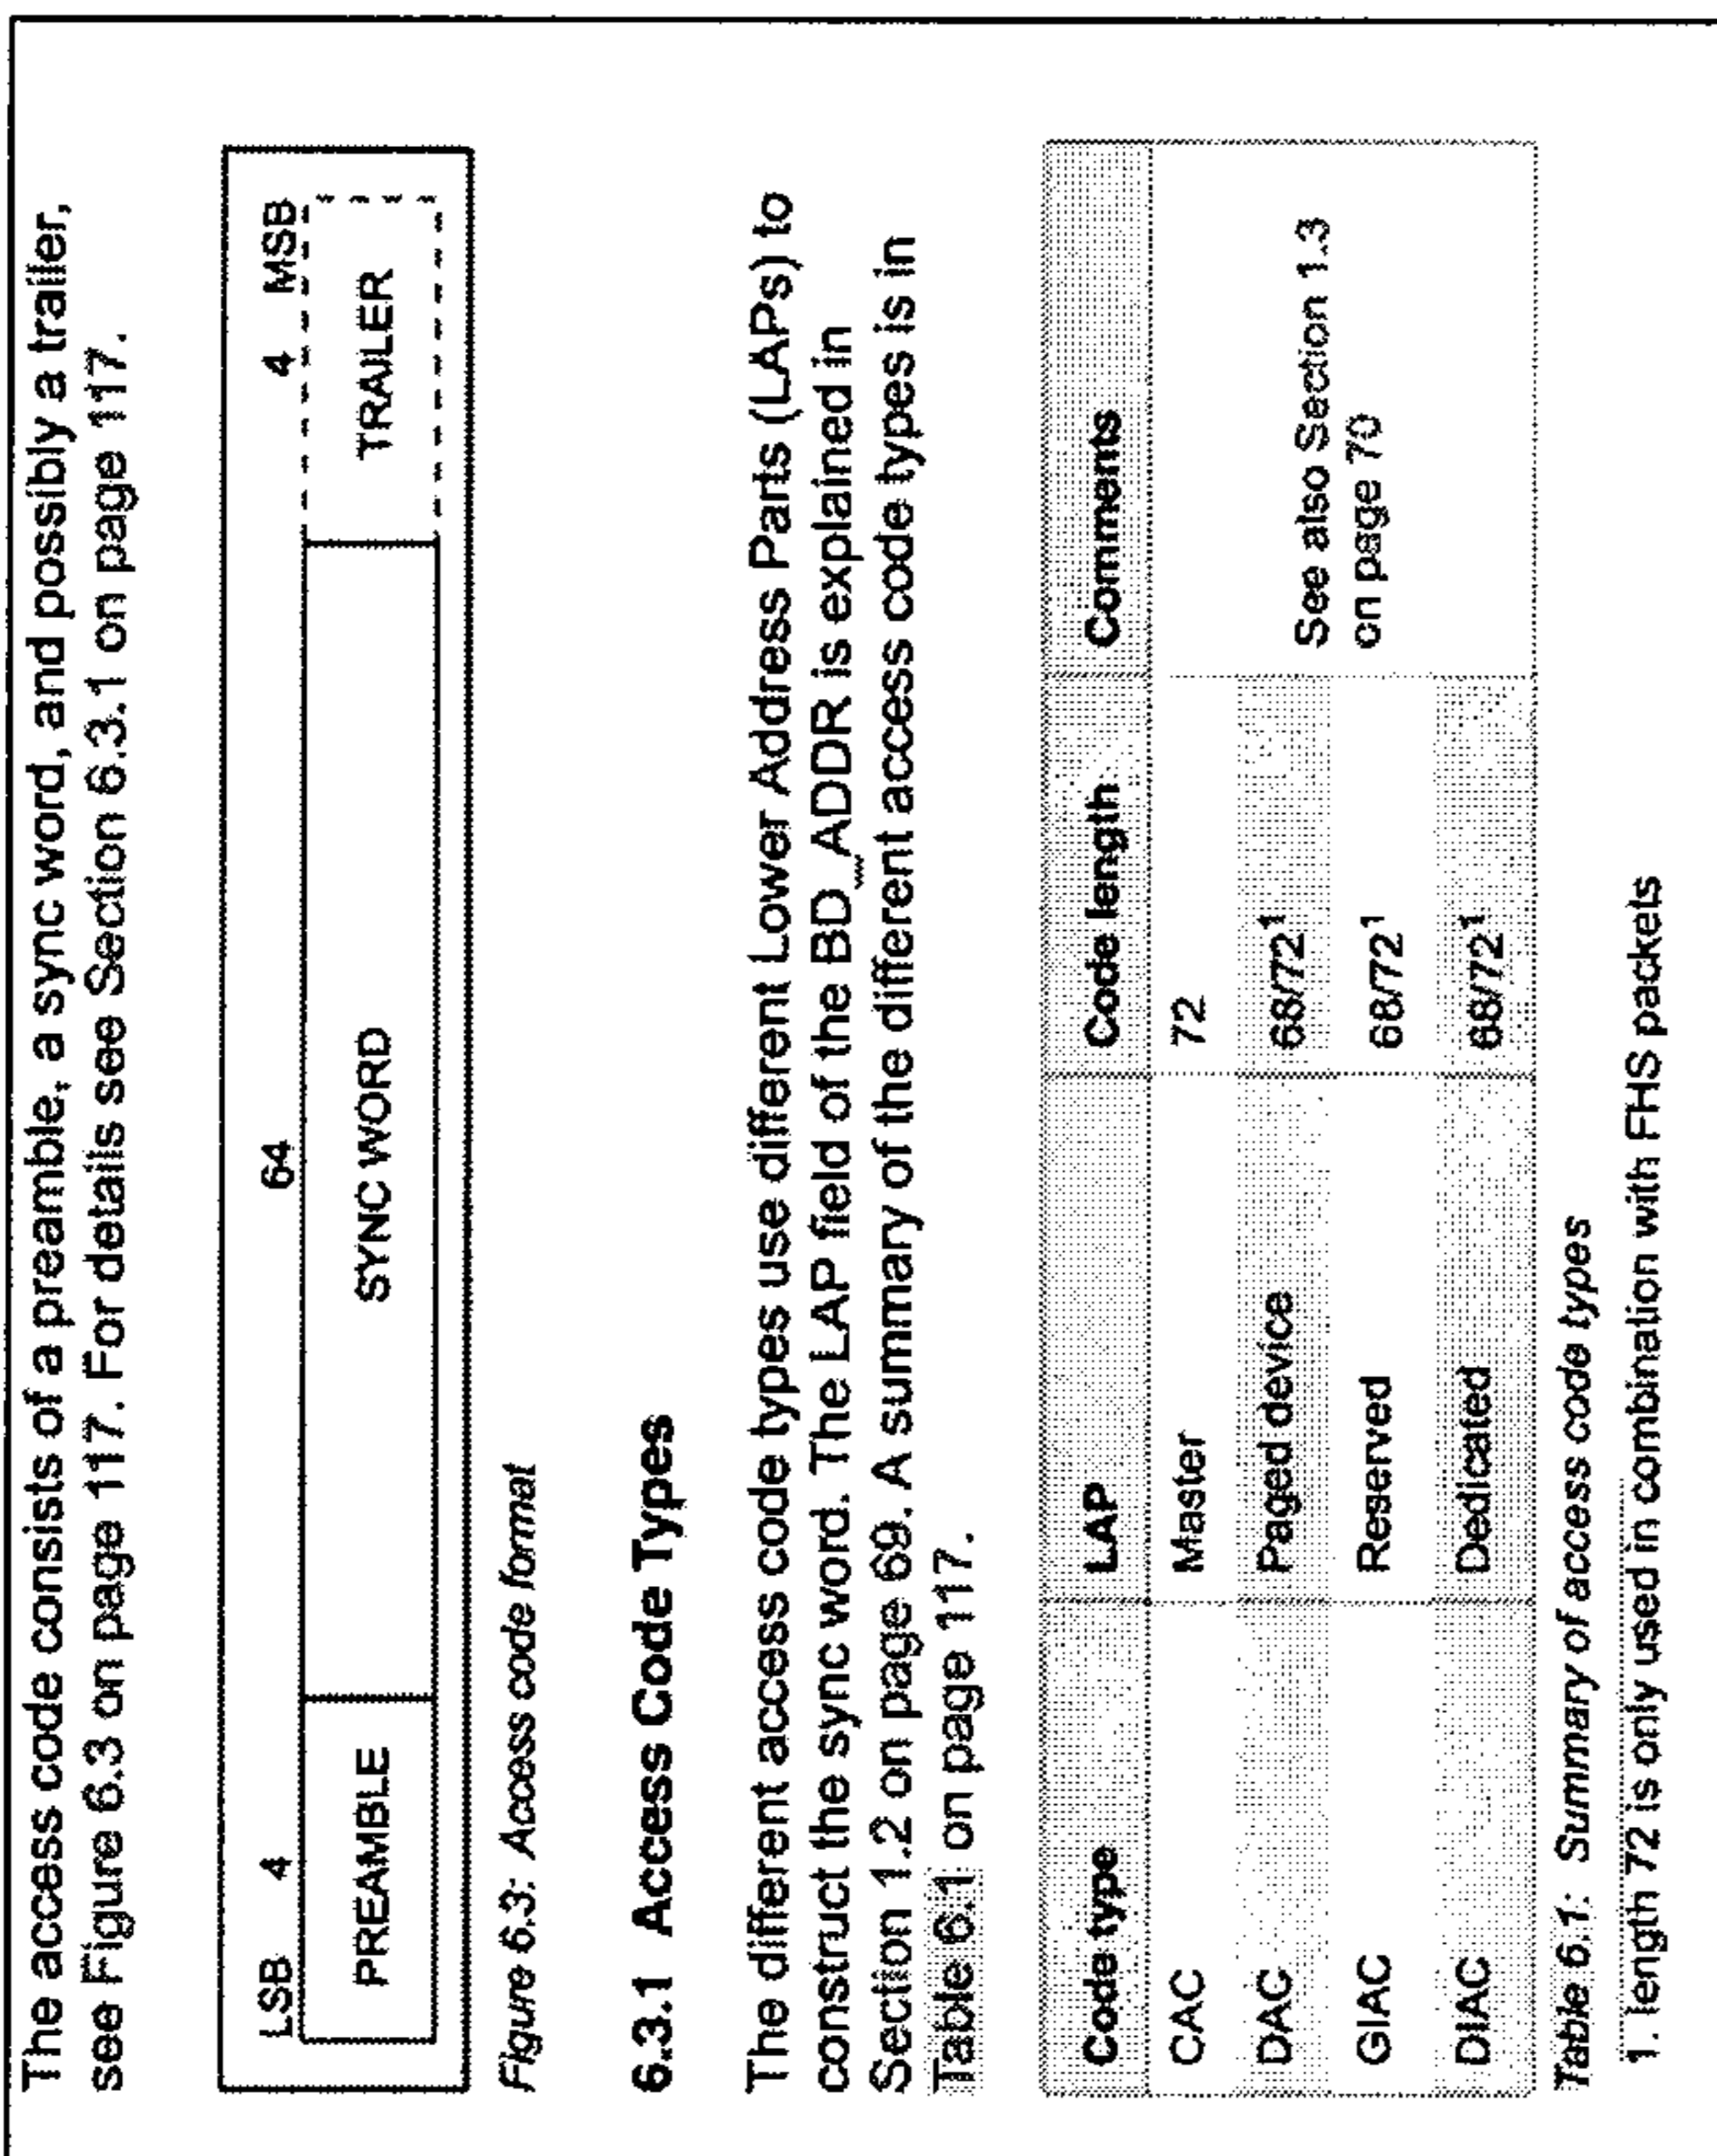 The access code consists of a preamble, a sync word, and possibly a trailer,
see Figure 6.3 on page 117. For details see Section 6.3.1 on page 117.
LSB 4 64 4 MSB
PREAMBLE SYNC WORD TRAILER
Figure 6.3: Access code format
6.3.1 Access Code Types
The different access code types use different Lower Address Parts (LAPs) to
construct the sync word. The LAP field of the BD_ADDR is explained in
Section 1.2 on page 69. A summary of the different access code types is in
Table 6.1 on page 117.
Code type LAP Code length Comments
CAC Master 72
DAC Paged device 68/72¹ See also Section 1.3
on page 70
GIAC Reserved 68/72¹
DIAC Dedicated 68/72¹
Table 6.1: Summary of access code types
1. length 72 is only used in combination with FHS packets